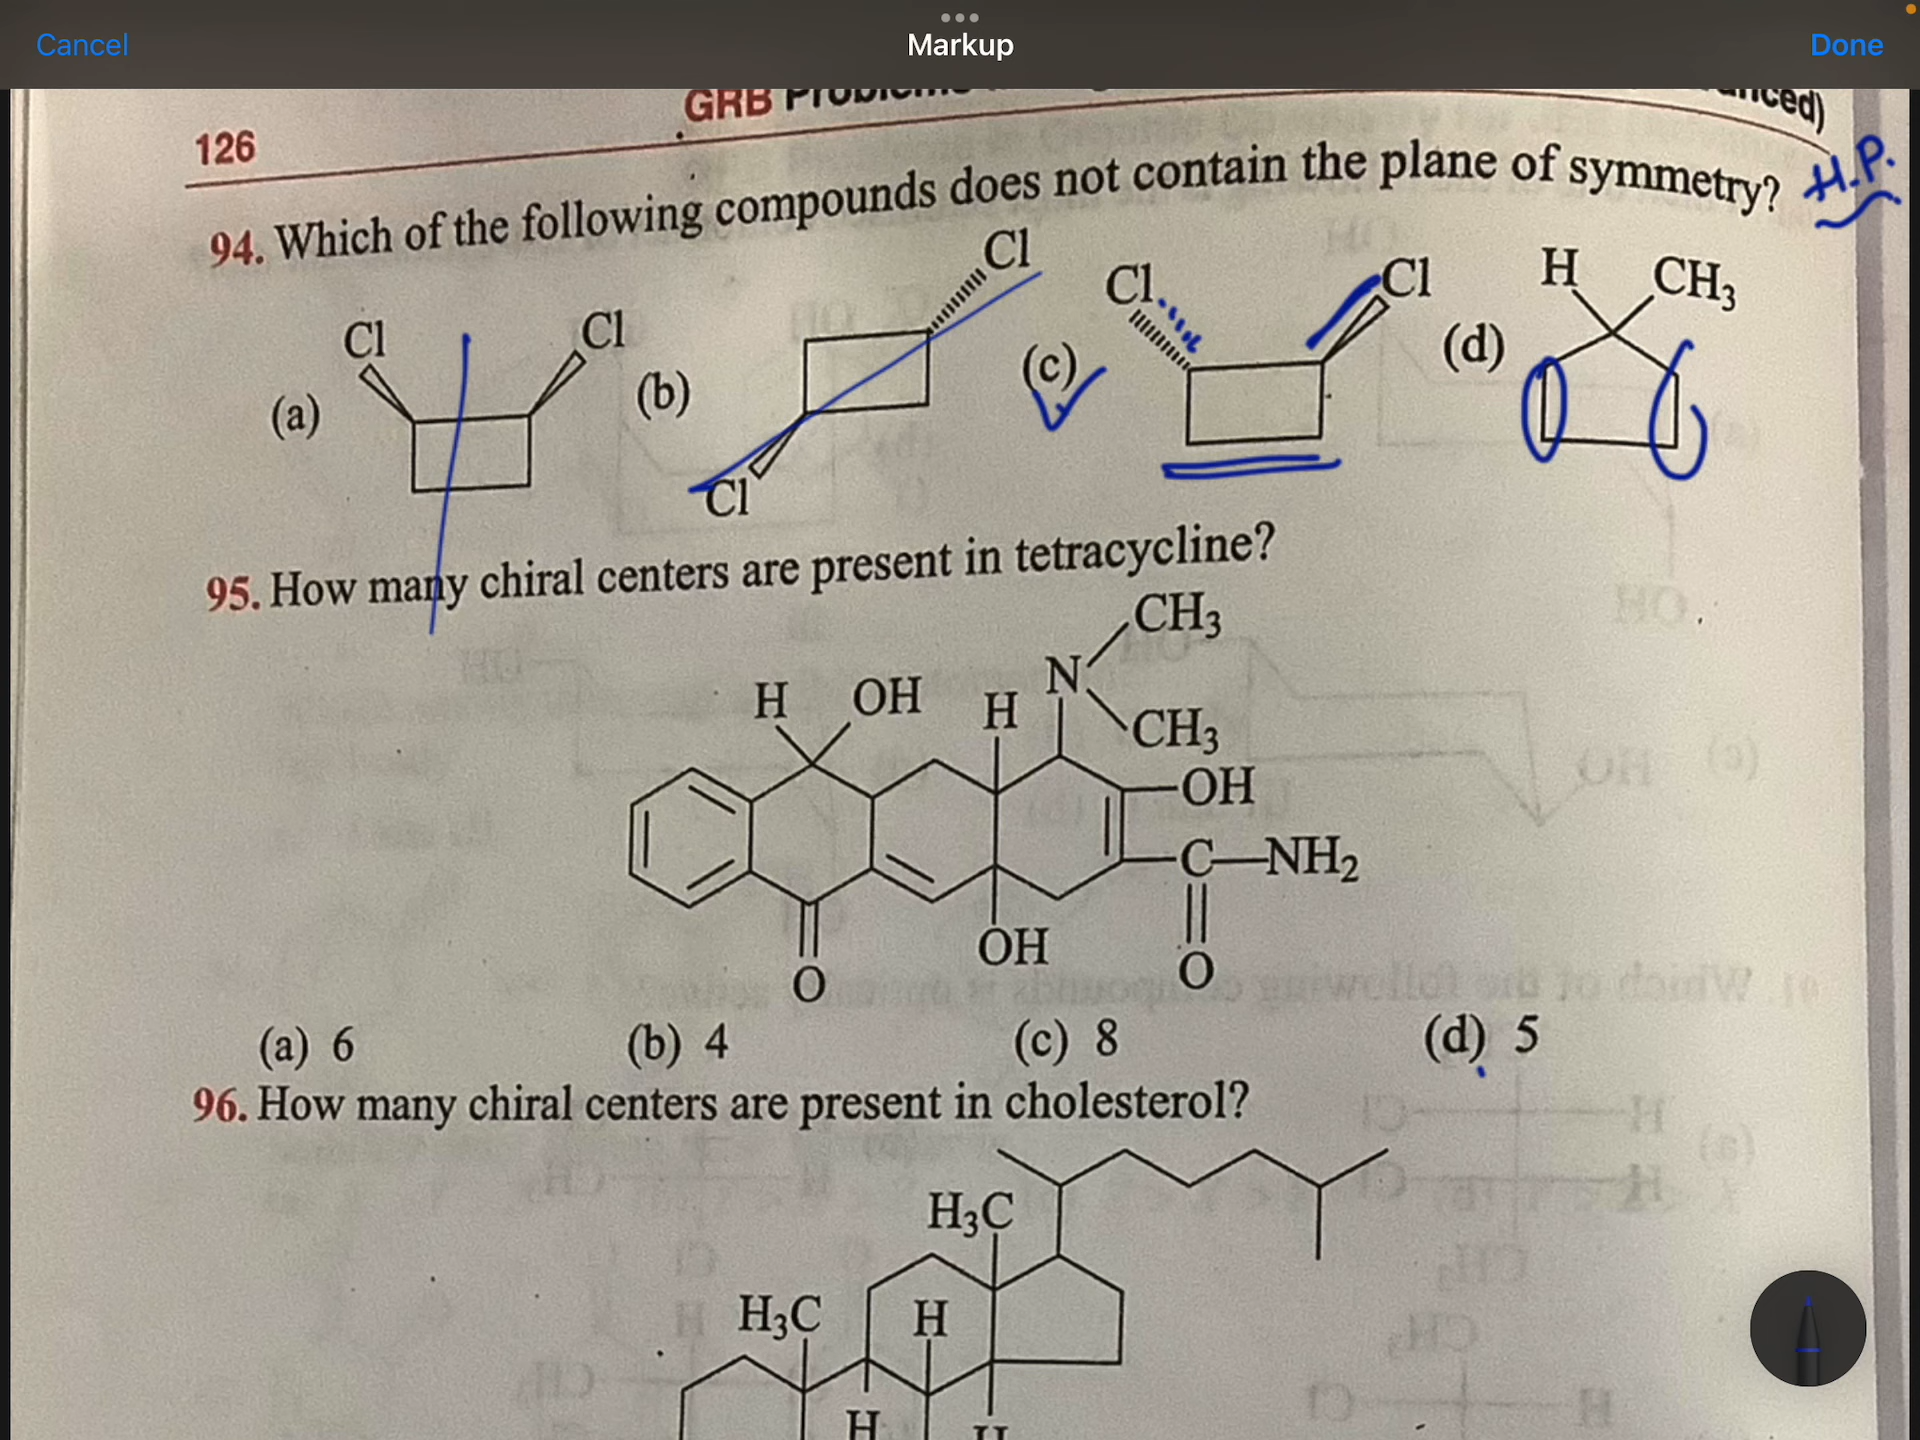 Cancel
Markup
Done
126
GRB
H.P.
94. Which of the following compounds does not contain the plane of symmetry?
(a) Cl Cl
(b) Cl Cl
(c) Cl Cl
(d) H CH₃
95. How many chiral centers are present in tetracycline?
CH₃
H OH H N
CH₃
OH
C—NH₂
OH
O O
(a) 6 (b) 4 (c) 8 (d) 5
96. How many chiral centers are present in cholesterol?
H₃C
H₃C H
H